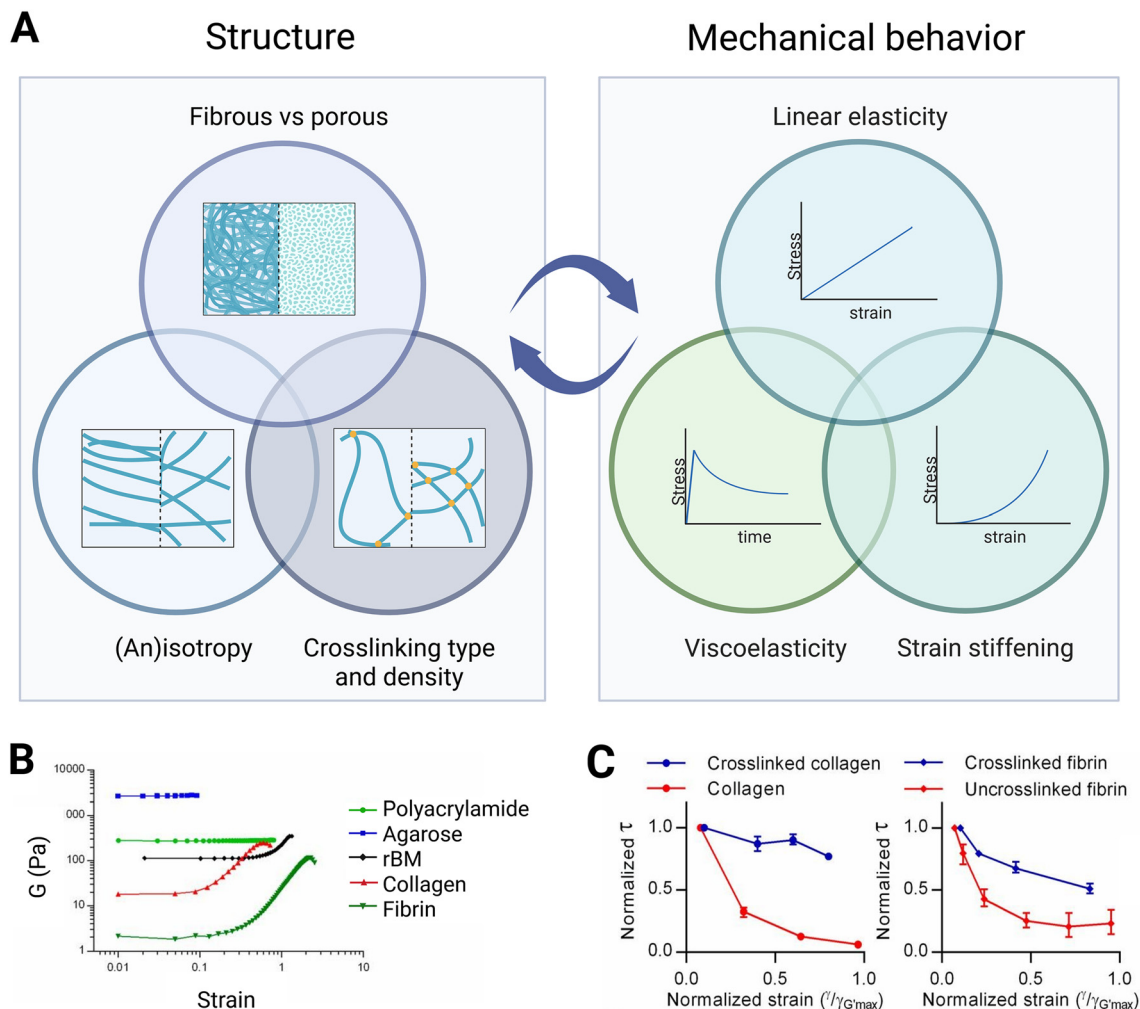 A
Structure
Mechanical behavior
Fibrous vs porous
Linear elasticity
Stress
strain
Stress
time
Stress
strain
(An)isotropy
Crosslinking type
and density
Viscoelasticity
Strain stiffening
B
10000
000
100
10
1
G (Pa)
0.01
0.1
1
10
Strain
Polyacrylamide
Agarose
rBM
Collagen
Fibrin
C
Crosslinked collagen
Collagen
Crosslinked fibrin
Uncrosslinked fibrin
Normalized τ
1.0
0.5
0.0
0.0
0.5
1.0
Normalized strain (γ/γG'max)
Normalized τ
1.0
0.5
0.0
0.0
0.5
1.0
Normalized strain (γ/γG'max)